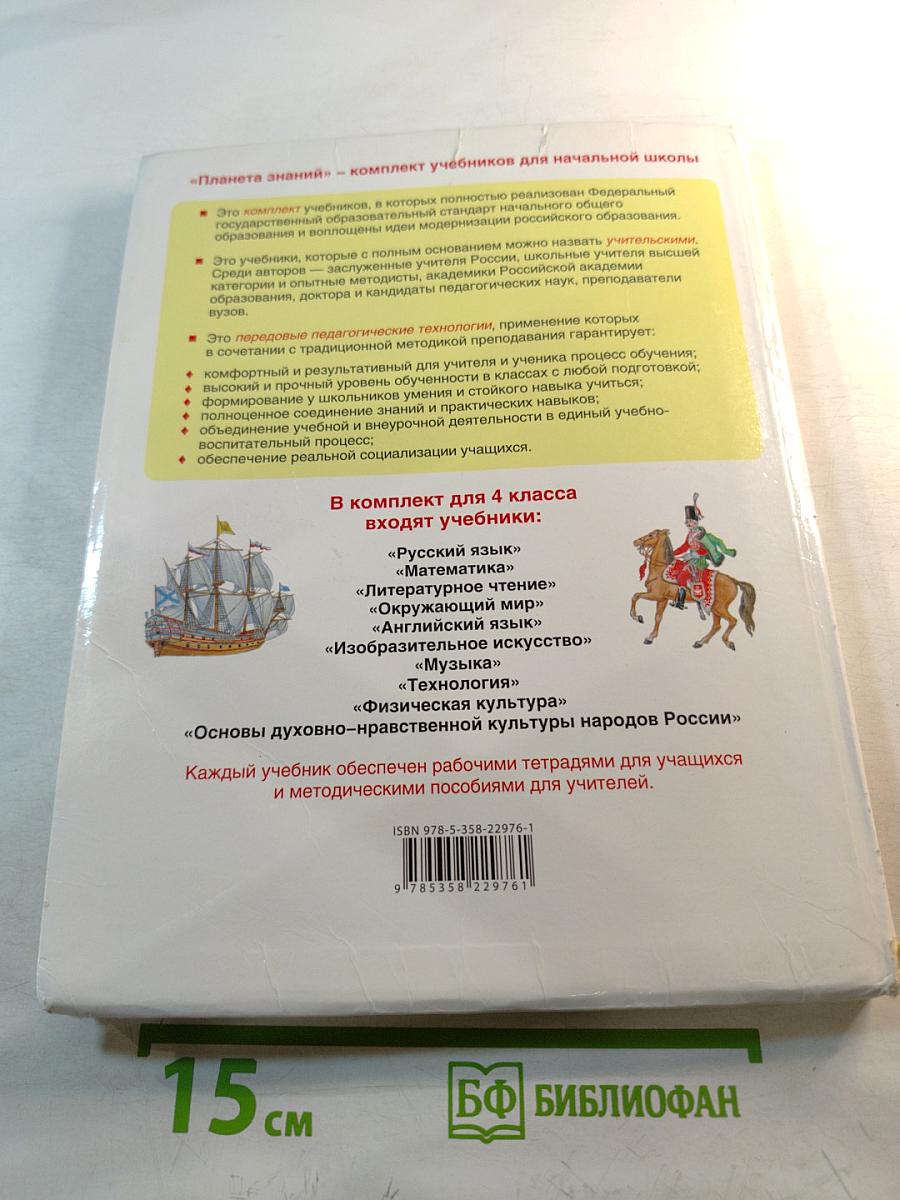 «Планета знаний» – комплект учебников для начальной школы
Это комплект учебников, в которых полностью реализован Федеральный
государственный образовательный стандарт начального общего
образования и воплощены идеи модернизации российского образования.
Это учебники, которые с полным основанием можно назвать учительскими.
Среди авторов — заслуженные учителя России, школьные учителя высшей
категории и опытные методисты, академики Российской академии
образования, доктора и кандидаты педагогических наук, преподаватели
вузов.
Это передовые педагогические технологии, применение которых
в сочетании с традиционной методикой преподавания гарантирует:
комфортный и результативный для учителя и ученика процесс обучения;
высокий и прочный уровень обученности в классах с любой подготовкой;
формирование у школьников умения и стойкого навыка учиться;
полноценное соединение знаний и практических навыков;
объединение учебной и внеурочной деятельности в единый учебно-
воспитательный процесс;
обеспечение реальной социализации учащихся.
В комплект для 4 класса
входят учебники:
«Русский язык»
«Математика»
«Литературное чтение»
«Окружающий мир»
«Английский язык»
«Изобразительное искусство»
«Музыка»
«Технология»
«Физическая культура»
«Основы духовно–нравственной культуры народов России»
Каждый учебник обеспечен рабочими тетрадями для учащихся
и методическими пособиями для учителей.
ISBN 978-5-358-22976-1
9 785358 229761
15 см
БФ БИБЛИОФАН